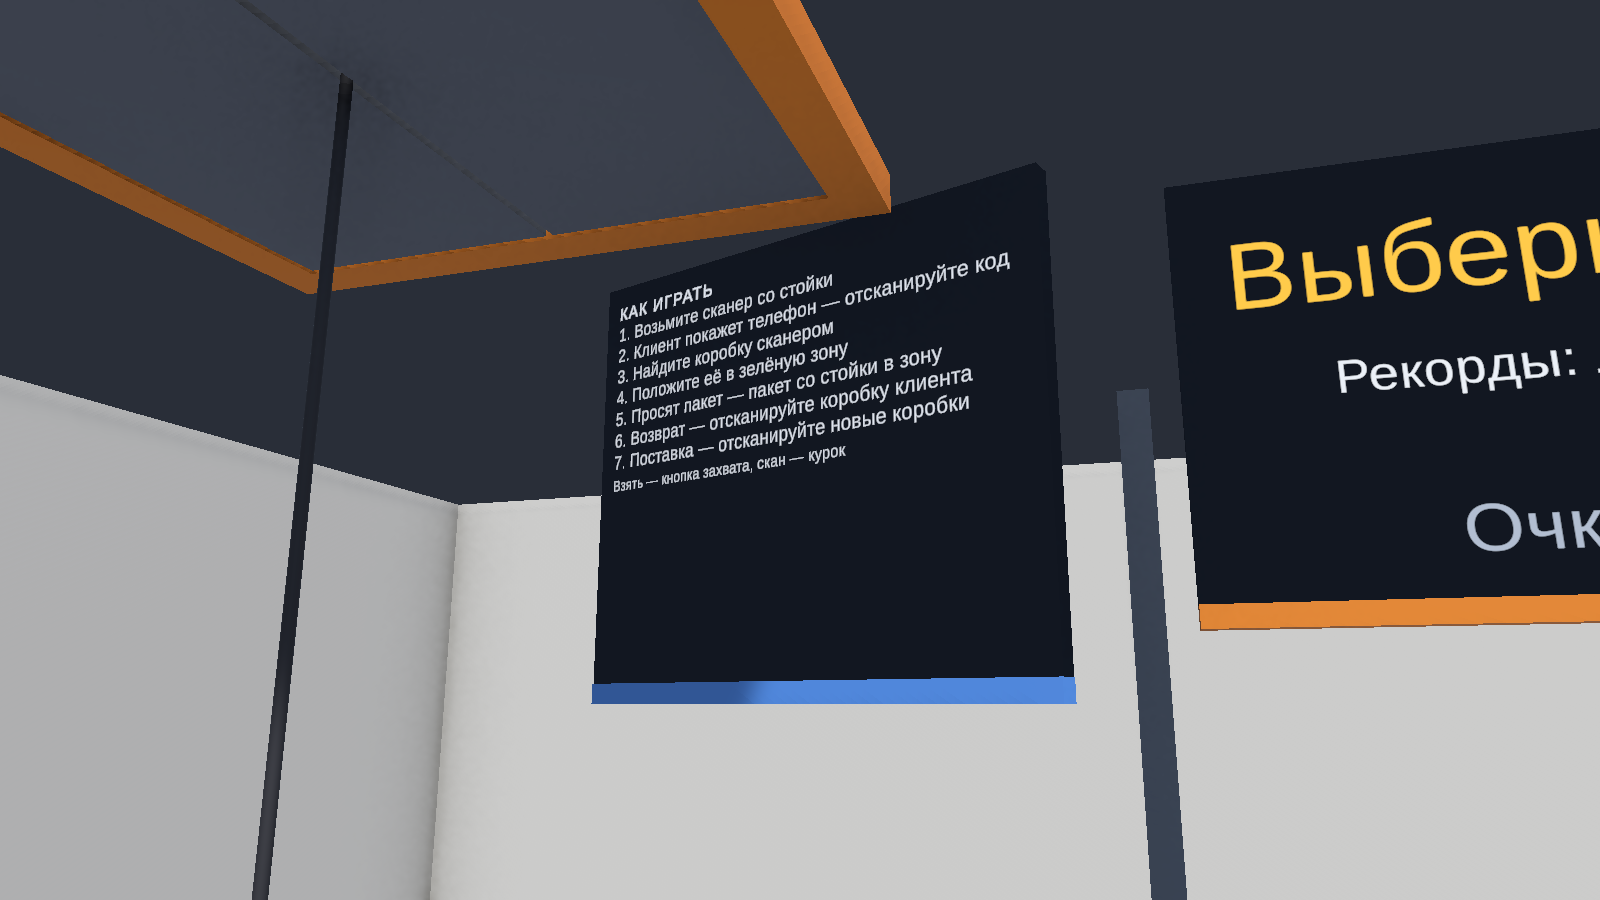 КАК ИГРАТЬ
1. Возьмите сканер со стойки
2. Клиент покажет телефон — отсканируйте код
3. Найдите коробку сканером
4. Положите её в зелёную зону
5. Просят пакет — пакет со стойки в зону
6. Возврат — отсканируйте коробку клиента
7. Поставка — отсканируйте новые коробки
Взять — кнопка захвата, скан — курок
Рекорды: